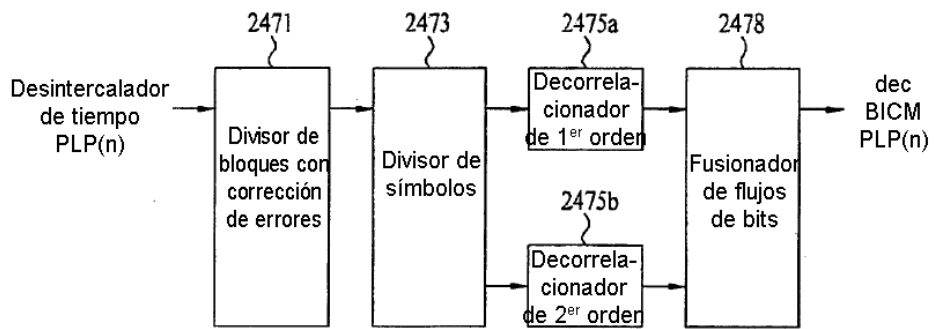 2471
2473
2475a
2478
Desintercalador
de tiempo
PLP(n)
Divisor de
bloques con
corrección
de errores
Divisor de
símbolos
Decorrela-
cionador
de 1er orden
Fusionador
de flujos
de bits
dec
BICM
PLP(n)
2475b
Decorrela-
cionador
de 2er orden